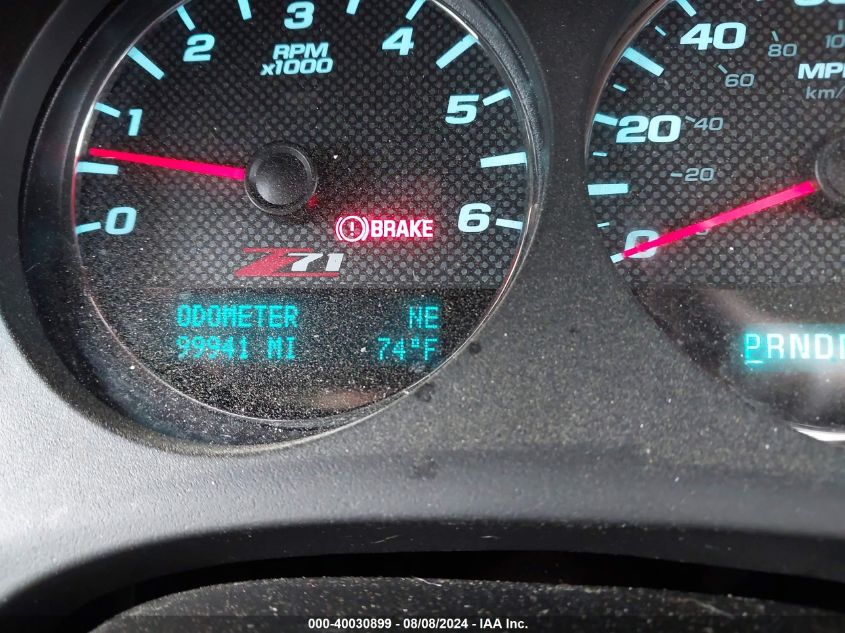 0 1 2 3 4 5 6
RPM
x1000
BRAKE
Z71
ODOMETER NE
99941 MI 74°F
0 20 40
20 40 60 80
MPH
km/
PRND
000-40030899 - 08/08/2024 - IAA Inc.